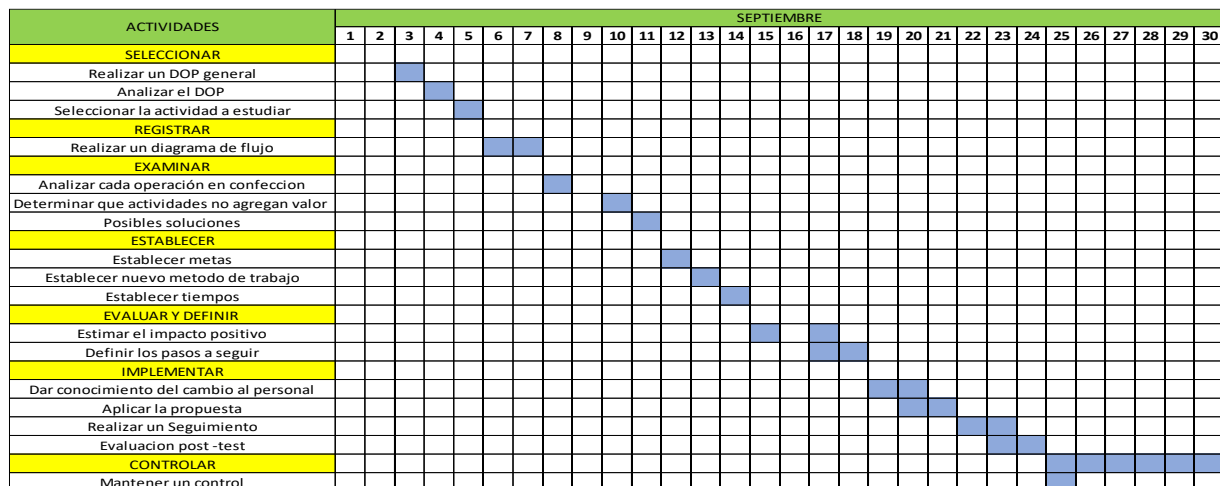 ACTIVIDADES
SEPTIEMBRE
1 2 3 4 5 6 7 8 9 10 11 12 13 14 15 16 17 18 19 20 21 22 23 24 25 26 27 28 29 30
SELECCIONAR
Realizar un DOP general
Analizar el DOP
Seleccionar la actividad a estudiar
REGISTRAR
Realizar un diagrama de flujo
EXAMINAR
Analizar cada operación en confeccion
Determinar que actividades no agregan valor
Posibles soluciones
ESTABLECER
Establecer metas
Establecer nuevo metodo de trabajo
Establecer tiempos
EVALUAR Y DEFINIR
Estimar el impacto positivo
Definir los pasos a seguir
IMPLEMENTAR
Dar conocimiento del cambio al personal
Aplicar la propuesta
Realizar un Seguimiento
Evaluacion post -test
CONTROLAR
Mantener un control